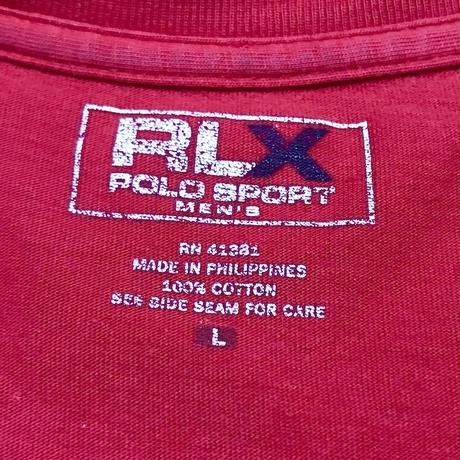 RLX
POLO SPORT
MEN'S
RN 41381
MADE IN PHILIPPINES
100% COTTON
SEE SIDE SEAM FOR CARE
L